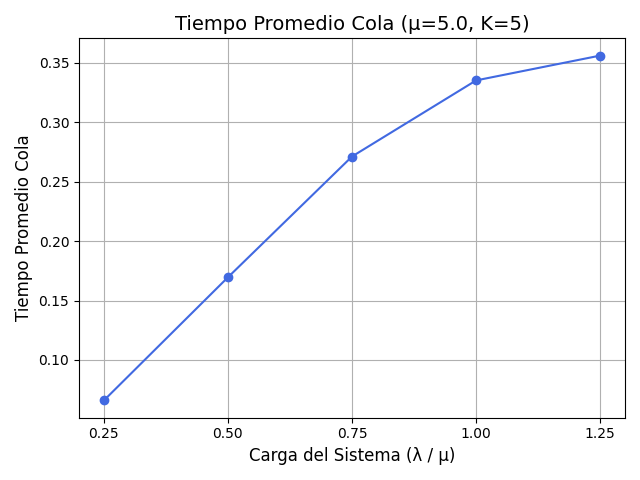 Tiempo Promedio Cola (μ=5.0, K=5)
Tiempo Promedio Cola
0.35
0.30
0.25
0.20
0.15
0.10
0.25 0.50 0.75 1.00 1.25
Carga del Sistema (λ / μ)